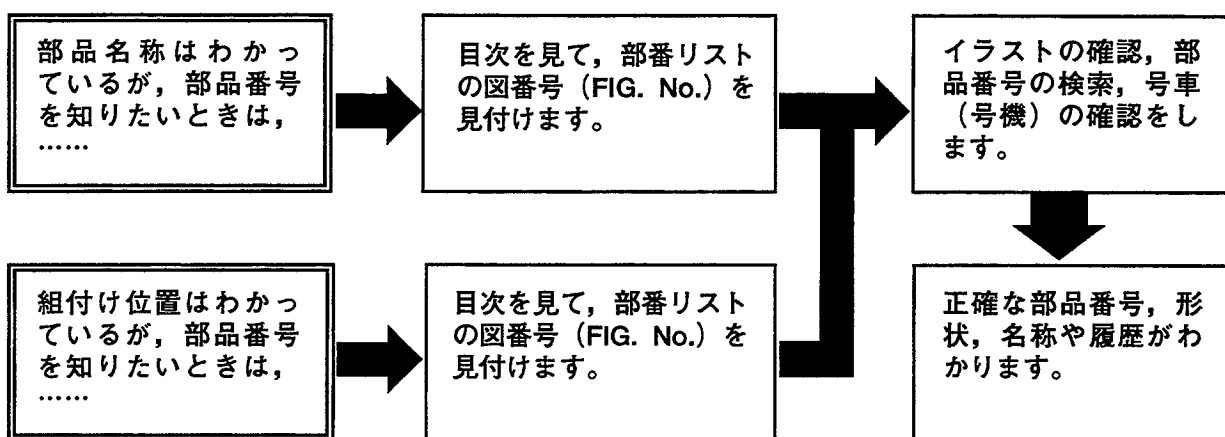 部品名称はわかっ
ているが，部品番号
を知りたいときは，
……
目次を見て，部番リスト
の図番号（FIG. No.）を
見付けます。
イラストの確認，部
品番号の検索，号車
（号機）の確認をし
ます。
組付け位置はわかっ
ているが，部品番号
を知りたいときは，
……
目次を見て，部番リスト
の図番号（FIG. No.）を
見付けます。
正確な部品番号，形
状，名称や履歴がわ
かります。